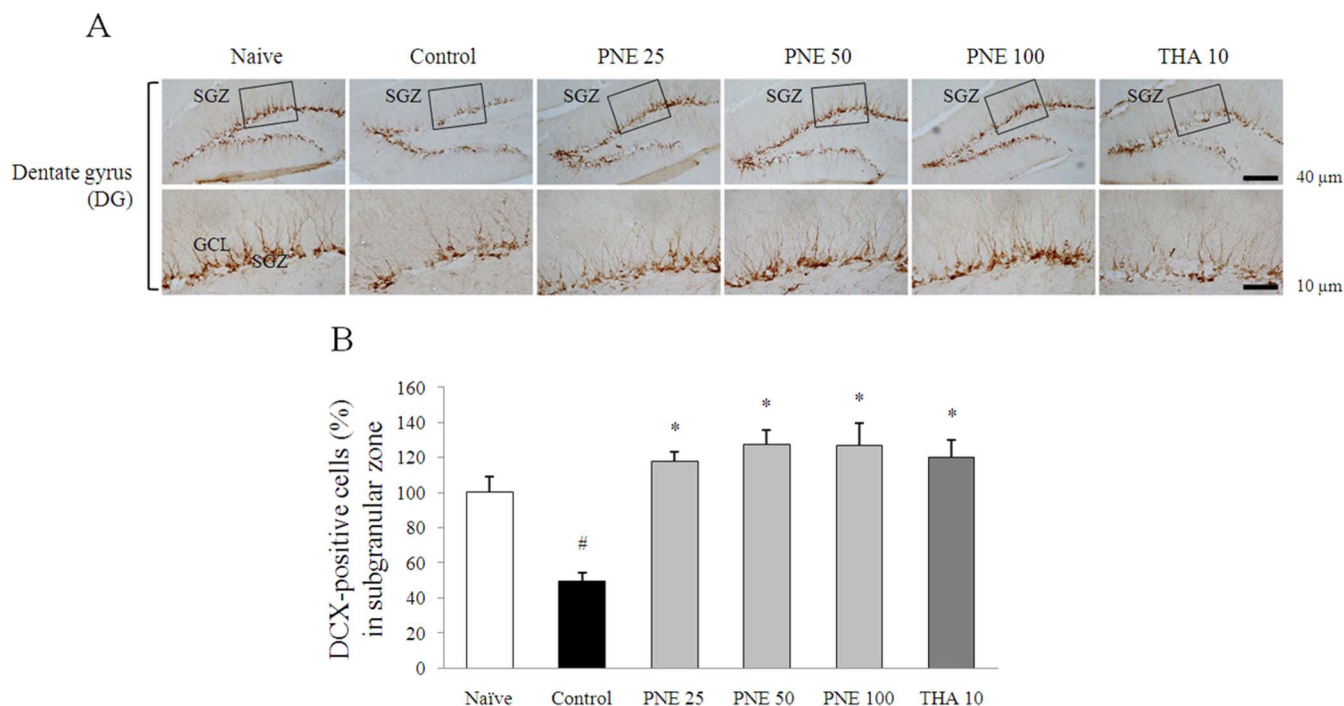 A
Naive Control PNE 25 PNE 50 PNE 100 THA 10
SGZ SGZ SGZ SGZ SGZ SGZ
Dentate gyrus
(DG)
40 µm
GCL
SGZ
10 µm
B
DCX-positive cells (%)
in subgranular zone
160
140
120
100
80
60
40
20
0
#
* * * *
Naïve Control PNE 25 PNE 50 PNE 100 THA 10